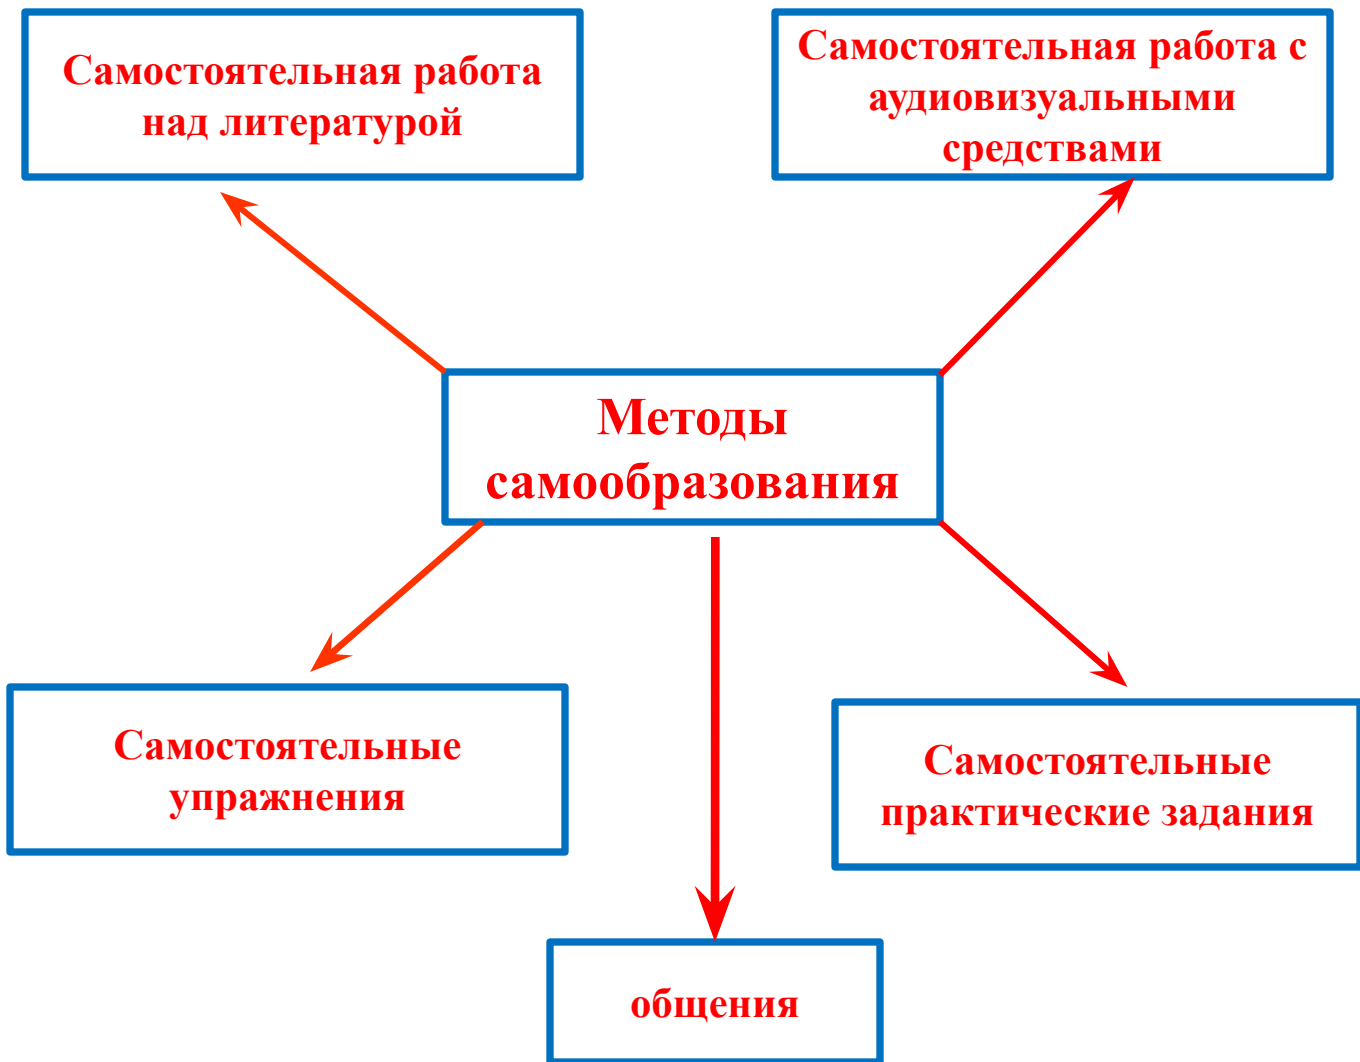 Самостоятельная работа
над литературой
Самостоятельная работа с
аудиовизуальными
средствами
Методы
самообразования
Самостоятельные
упражнения
Самостоятельные
практические задания
общения